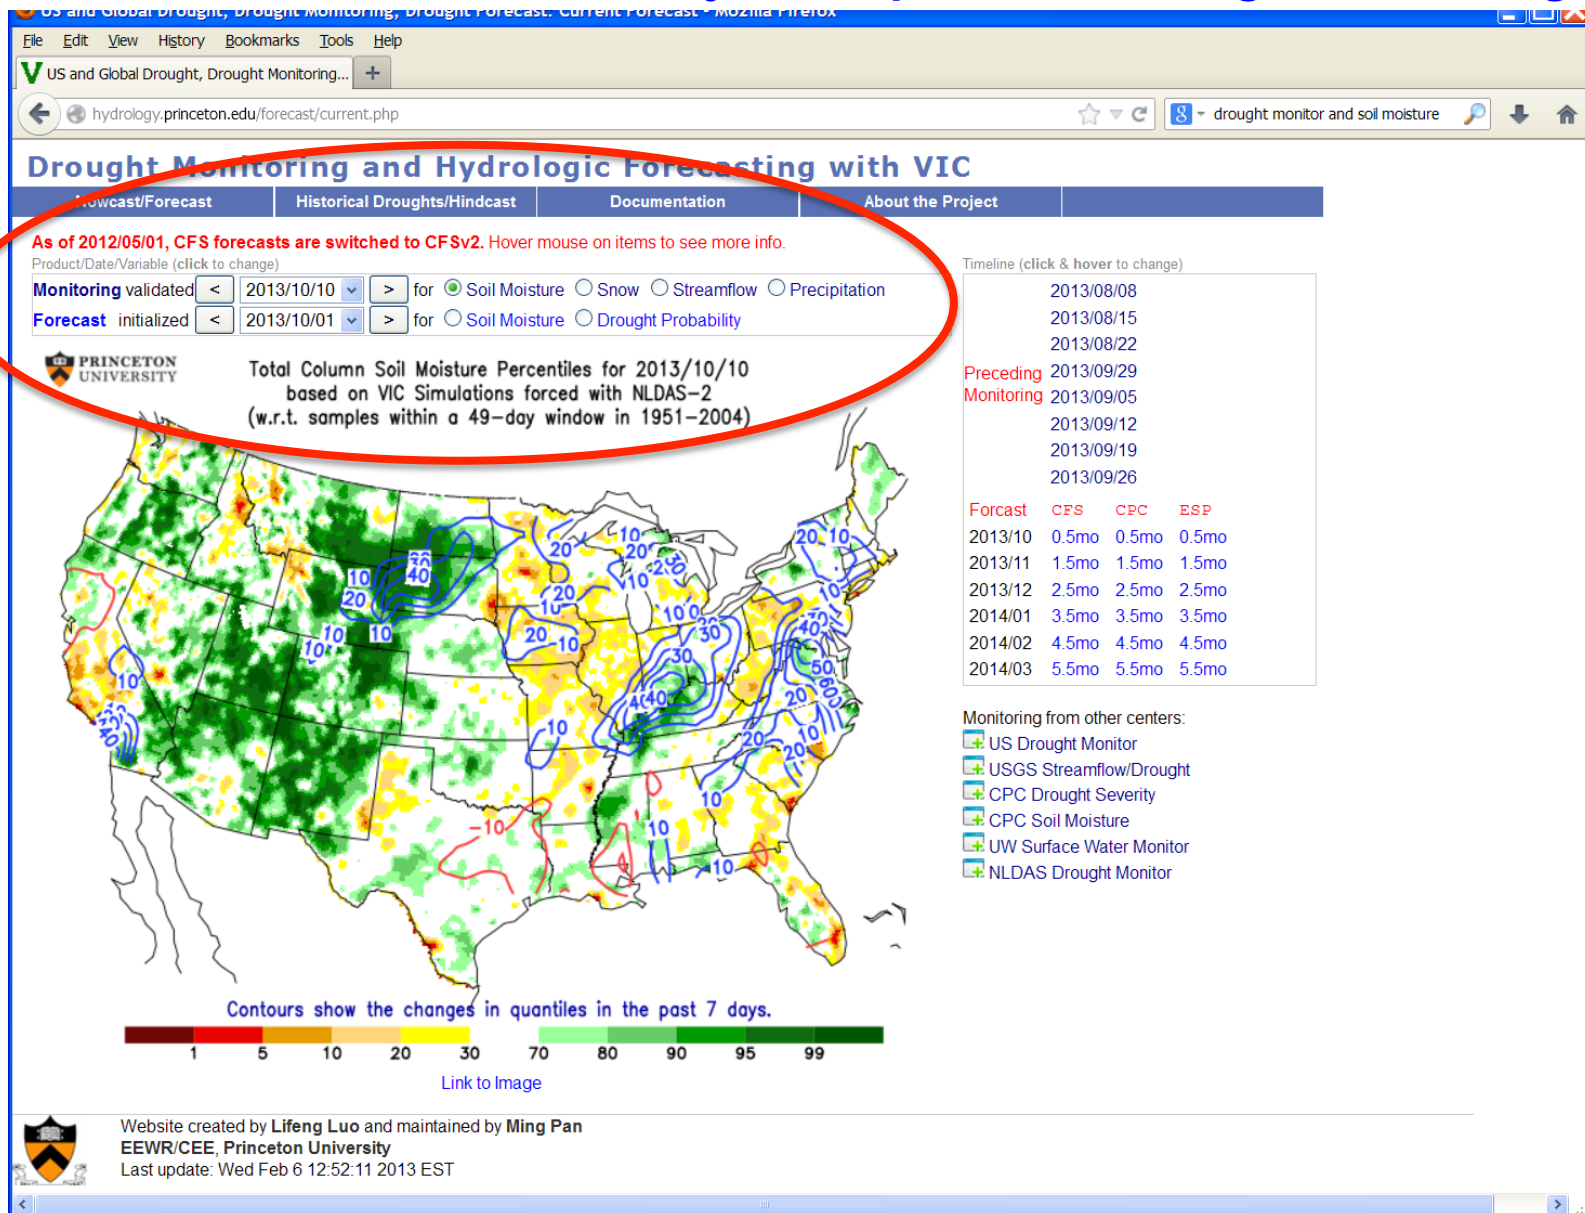 US and Global Drought, Drought Monitoring, Drought Forecast: Current Forecast - Mozilla Firefox
File Edit View History Bookmarks Tools Help
US and Global Drought, Drought Monitoring... +
hydrology.princeton.edu/forecast/current.php
drought monitor and soil moisture
Drought Monitoring and Hydrologic Forecasting with VIC
Nowcast/Forecast Historical Droughts/Hindcast Documentation About the Project
As of 2012/05/01, CFS forecasts are switched to CFSv2. Hover mouse on items to see more info.
Product/Date/Variable (click to change)
Monitoring validated < 2013/10/10 > for Soil Moisture Snow Streamflow Precipitation
Forecast initialized < 2013/10/01 > for Soil Moisture Drought Probability
PRINCETON
UNIVERSITY
Total Column Soil Moisture Percentiles for 2013/10/10
based on VIC Simulations forced with NLDAS-2
(w.r.t. samples within a 49-day window in 1951-2004)
Contours show the changes in quantiles in the past 7 days.
1 5 10 20 30 70 80 90 95 99
Link to Image
Timeline (click & hover to change)
2013/08/08
2013/08/15
2013/08/22
Preceding 2013/09/29
Monitoring 2013/09/05
2013/09/12
2013/09/19
2013/09/26
Forcast CFS CPC ESP
2013/10 0.5mo 0.5mo 0.5mo
2013/11 1.5mo 1.5mo 1.5mo
2013/12 2.5mo 2.5mo 2.5mo
2014/01 3.5mo 3.5mo 3.5mo
2014/02 4.5mo 4.5mo 4.5mo
2014/03 5.5mo 5.5mo 5.5mo
Monitoring from other centers:
US Drought Monitor
USGS Streamflow/Drought
CPC Drought Severity
CPC Soil Moisture
UW Surface Water Monitor
NLDAS Drought Monitor
Website created by Lifeng Luo and maintained by Ming Pan
EEWR/CEE, Princeton University
Last update: Wed Feb 6 12:52:11 2013 EST